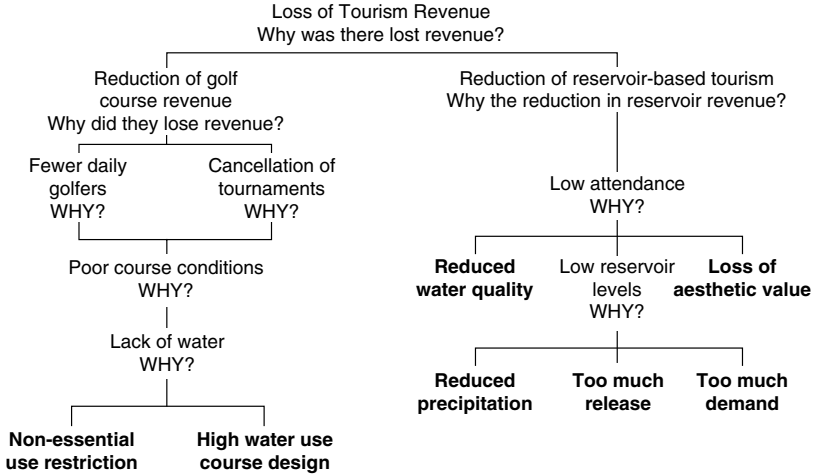 Loss of Tourism Revenue
Why was there lost revenue?
Reduction of golf
course revenue
Why did they lose revenue?
Reduction of reservoir-based tourism
Why the reduction in reservoir revenue?
Fewer daily
golfers
WHY?
Cancellation of
tournaments
WHY?
Low attendance
WHY?
Poor course conditions
WHY?
Reduced
water quality
Low reservoir
levels
WHY?
Loss of
aesthetic value
Lack of water
WHY?
Reduced
precipitation
Too much
release
Too much
demand
Non-essential
use restriction
High water use
course design